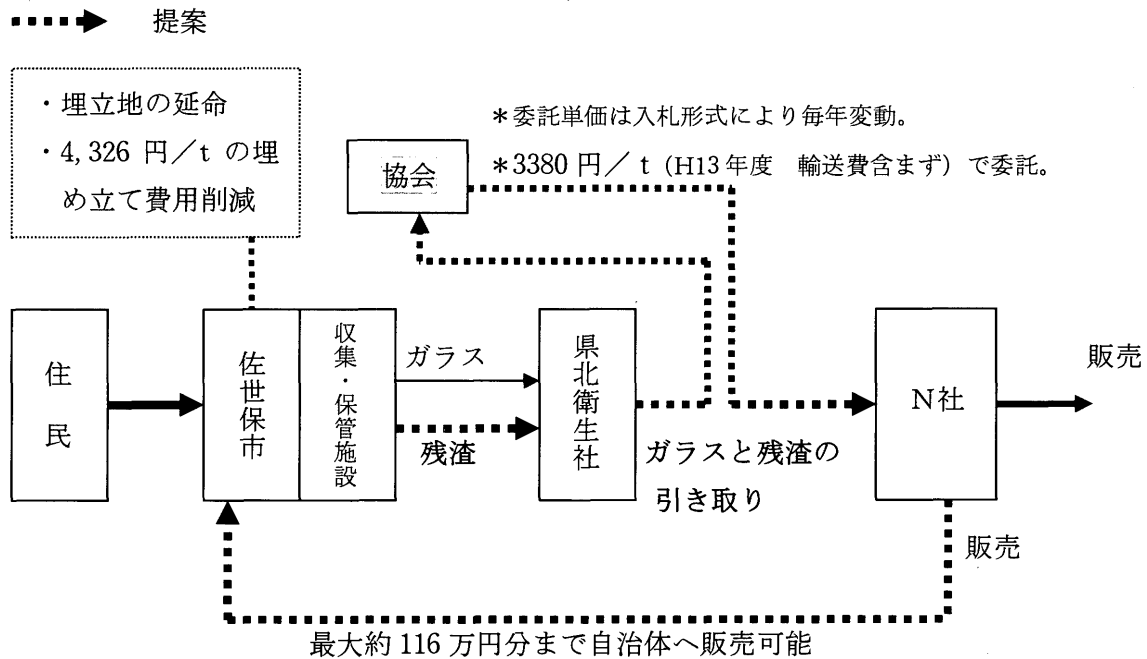 提案
・埋立地の延命
・4,326 円／t の埋
め立て費用削減
＊委託単価は入札形式により毎年変動。
＊3380 円／t（H13 年度　輸送費含まず）で委託。
協会
住民
佐世保市
収集・保管施設
ガラス
残渣
県北衛生社
ガラスと残渣の
引き取り
N社
販売
販売
最大約 116 万円分まで自治体へ販売可能